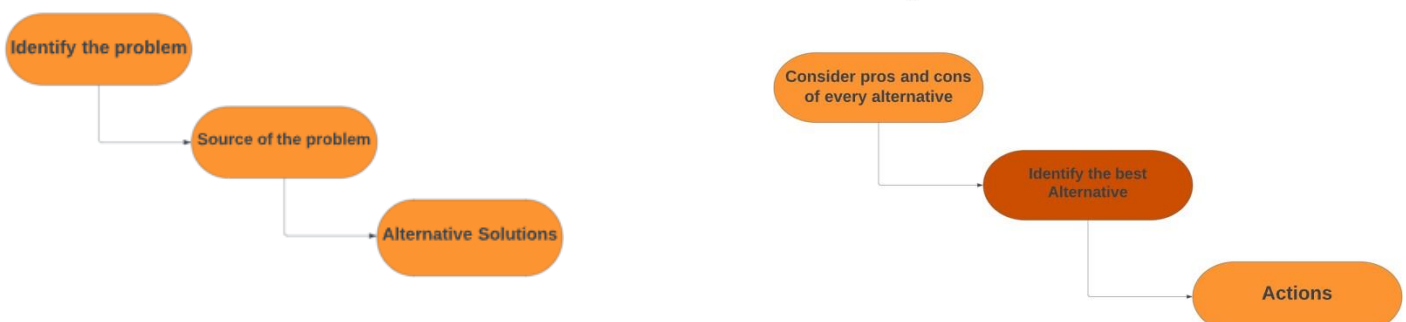 Identify the problem
Source of the problem
Alternative Solutions
Consider pros and cons
of every alternative
Identify the best
Alternative
Actions